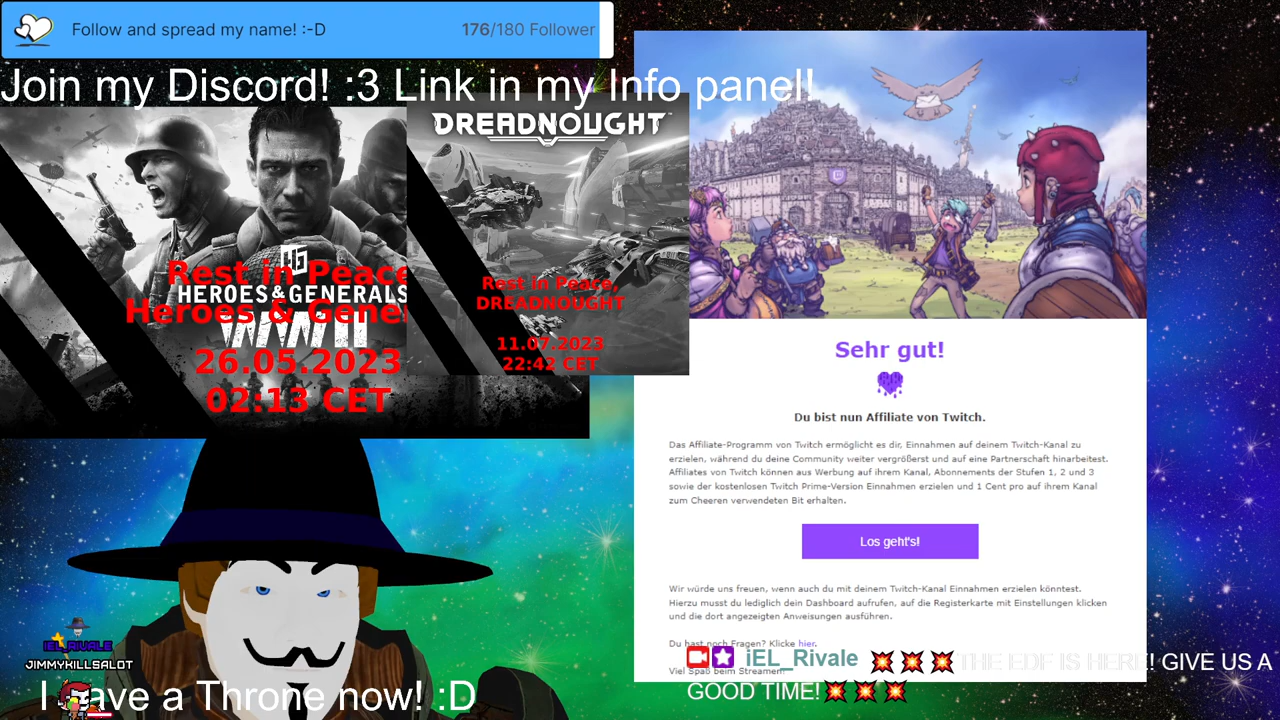 Follow and spread my name! :-D
176/180 Follower
Join my Discord! :3 Link in my Info panel!
DREADNOUGHT
Rest in Peace
HEROES & GENERALS
Heroes & Gene
WWII
26.05.2023
02:13 CET
Rest in Peace,
DREADNOUGHT
11.07.2023
22:42 CET
Sehr gut!
Du bist nun Affiliate von Twitch.
Das Affiliate-Programm von Twitch ermöglicht es dir, Einnahmen auf deinem Twitch-Kanal zu
erzielen, während du deine Community weiter vergrößerst und auf eine Partnerschaft hinarbeitest.
Affiliates von Twitch können aus Werbung auf ihrem Kanal, Abonnements der Stufen 1, 2 und 3
sowie der kostenlosen Twitch Prime-Version Einnahmen erzielen und 1 Cent pro auf ihrem Kanal
zum Cheeren verwendeten Bit erhalten.
Los geht's!
Wir würde uns freuen, wenn auch du mit deinem Twitch-Kanal Einnahmen erzielen könntest.
Hierzu musst du lediglich dein Dashboard aufrufen, auf die Registerkarte mit Einstellungen klicken
und die dort angezeigten Anweisungen ausführen.
Du hast noch Fragen? Klicke hier.
Viel Spaß beim Streamen!
iEL_Rivale THE EDF IS HERE! GIVE US A
GOOD TIME!
IEL_RIVALE
JIMMYKILLSALOT
I have a Throne now! :D